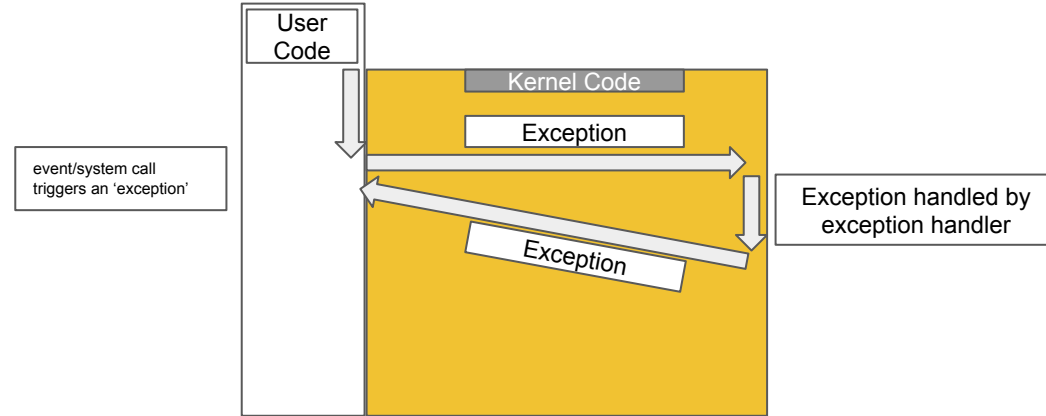 User
Code
Kernel Code
Exception
event/system call
triggers an ‘exception’
Exception handled by
exception handler
Exception